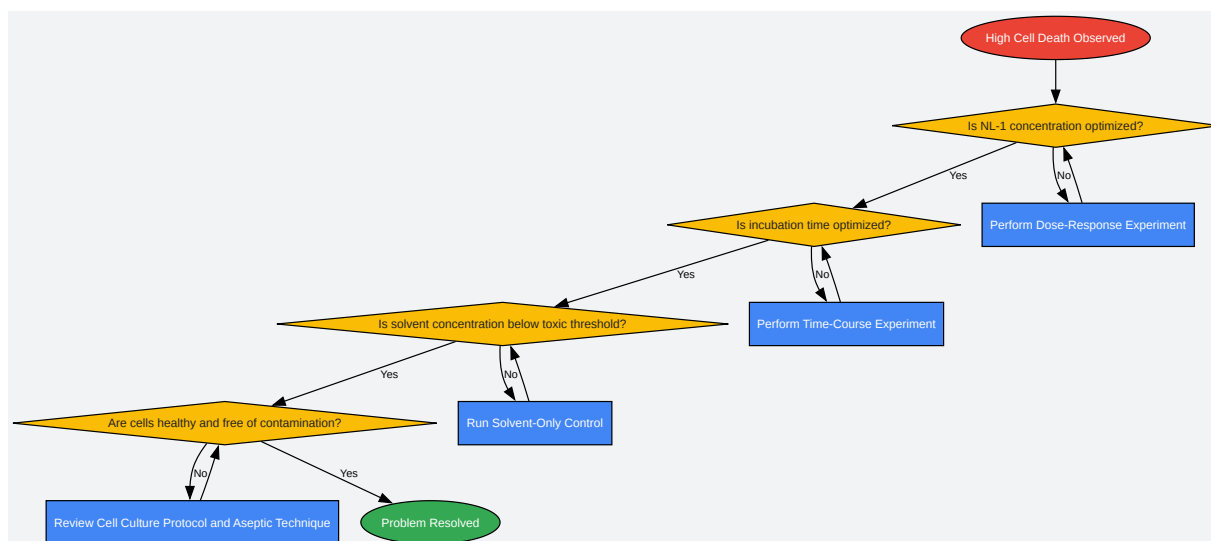 High Cell Death Observed
Is NL-1 concentration optimized?
Yes
No
Is incubation time optimized?
Perform Dose-Response Experiment
Yes
No
Is solvent concentration below toxic threshold?
Perform Time-Course Experiment
Yes
No
Are cells healthy and free of contamination?
Run Solvent-Only Control
No
Yes
Review Cell Culture Protocol and Aseptic Technique
Problem Resolved